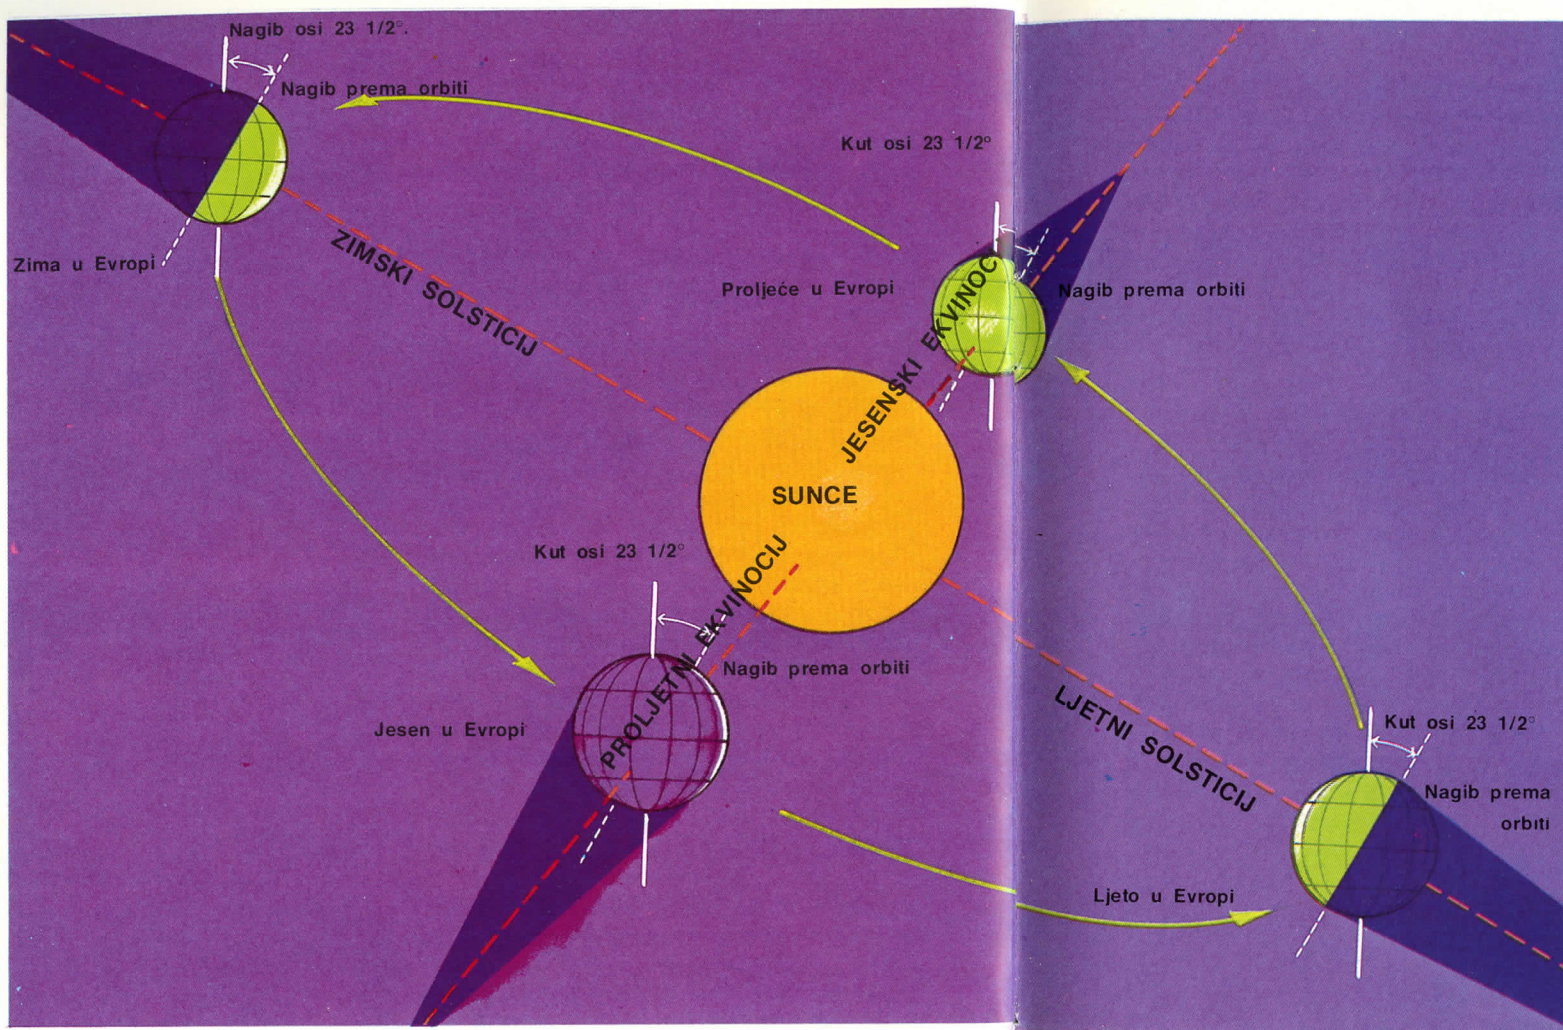 Nagib osi 23 1/2°.
Nagib prema orbiti
Kut osi 23 1/2°
Zima u Evropi
ZIMSKI SOLSTICIJ
Proljeće u Evropi
Nagib prema orbiti
JESENSKI EKVINOC
SUNCE
Kut osi 23 1/2°
PROLJETNI EKVINOCIJ
Nagib prema orbiti
Jesen u Evropi
LJETNI SOLSTICIJ
Kut osi 23 1/2°
Nagib prema
orbiti
Ljeto u Evropi